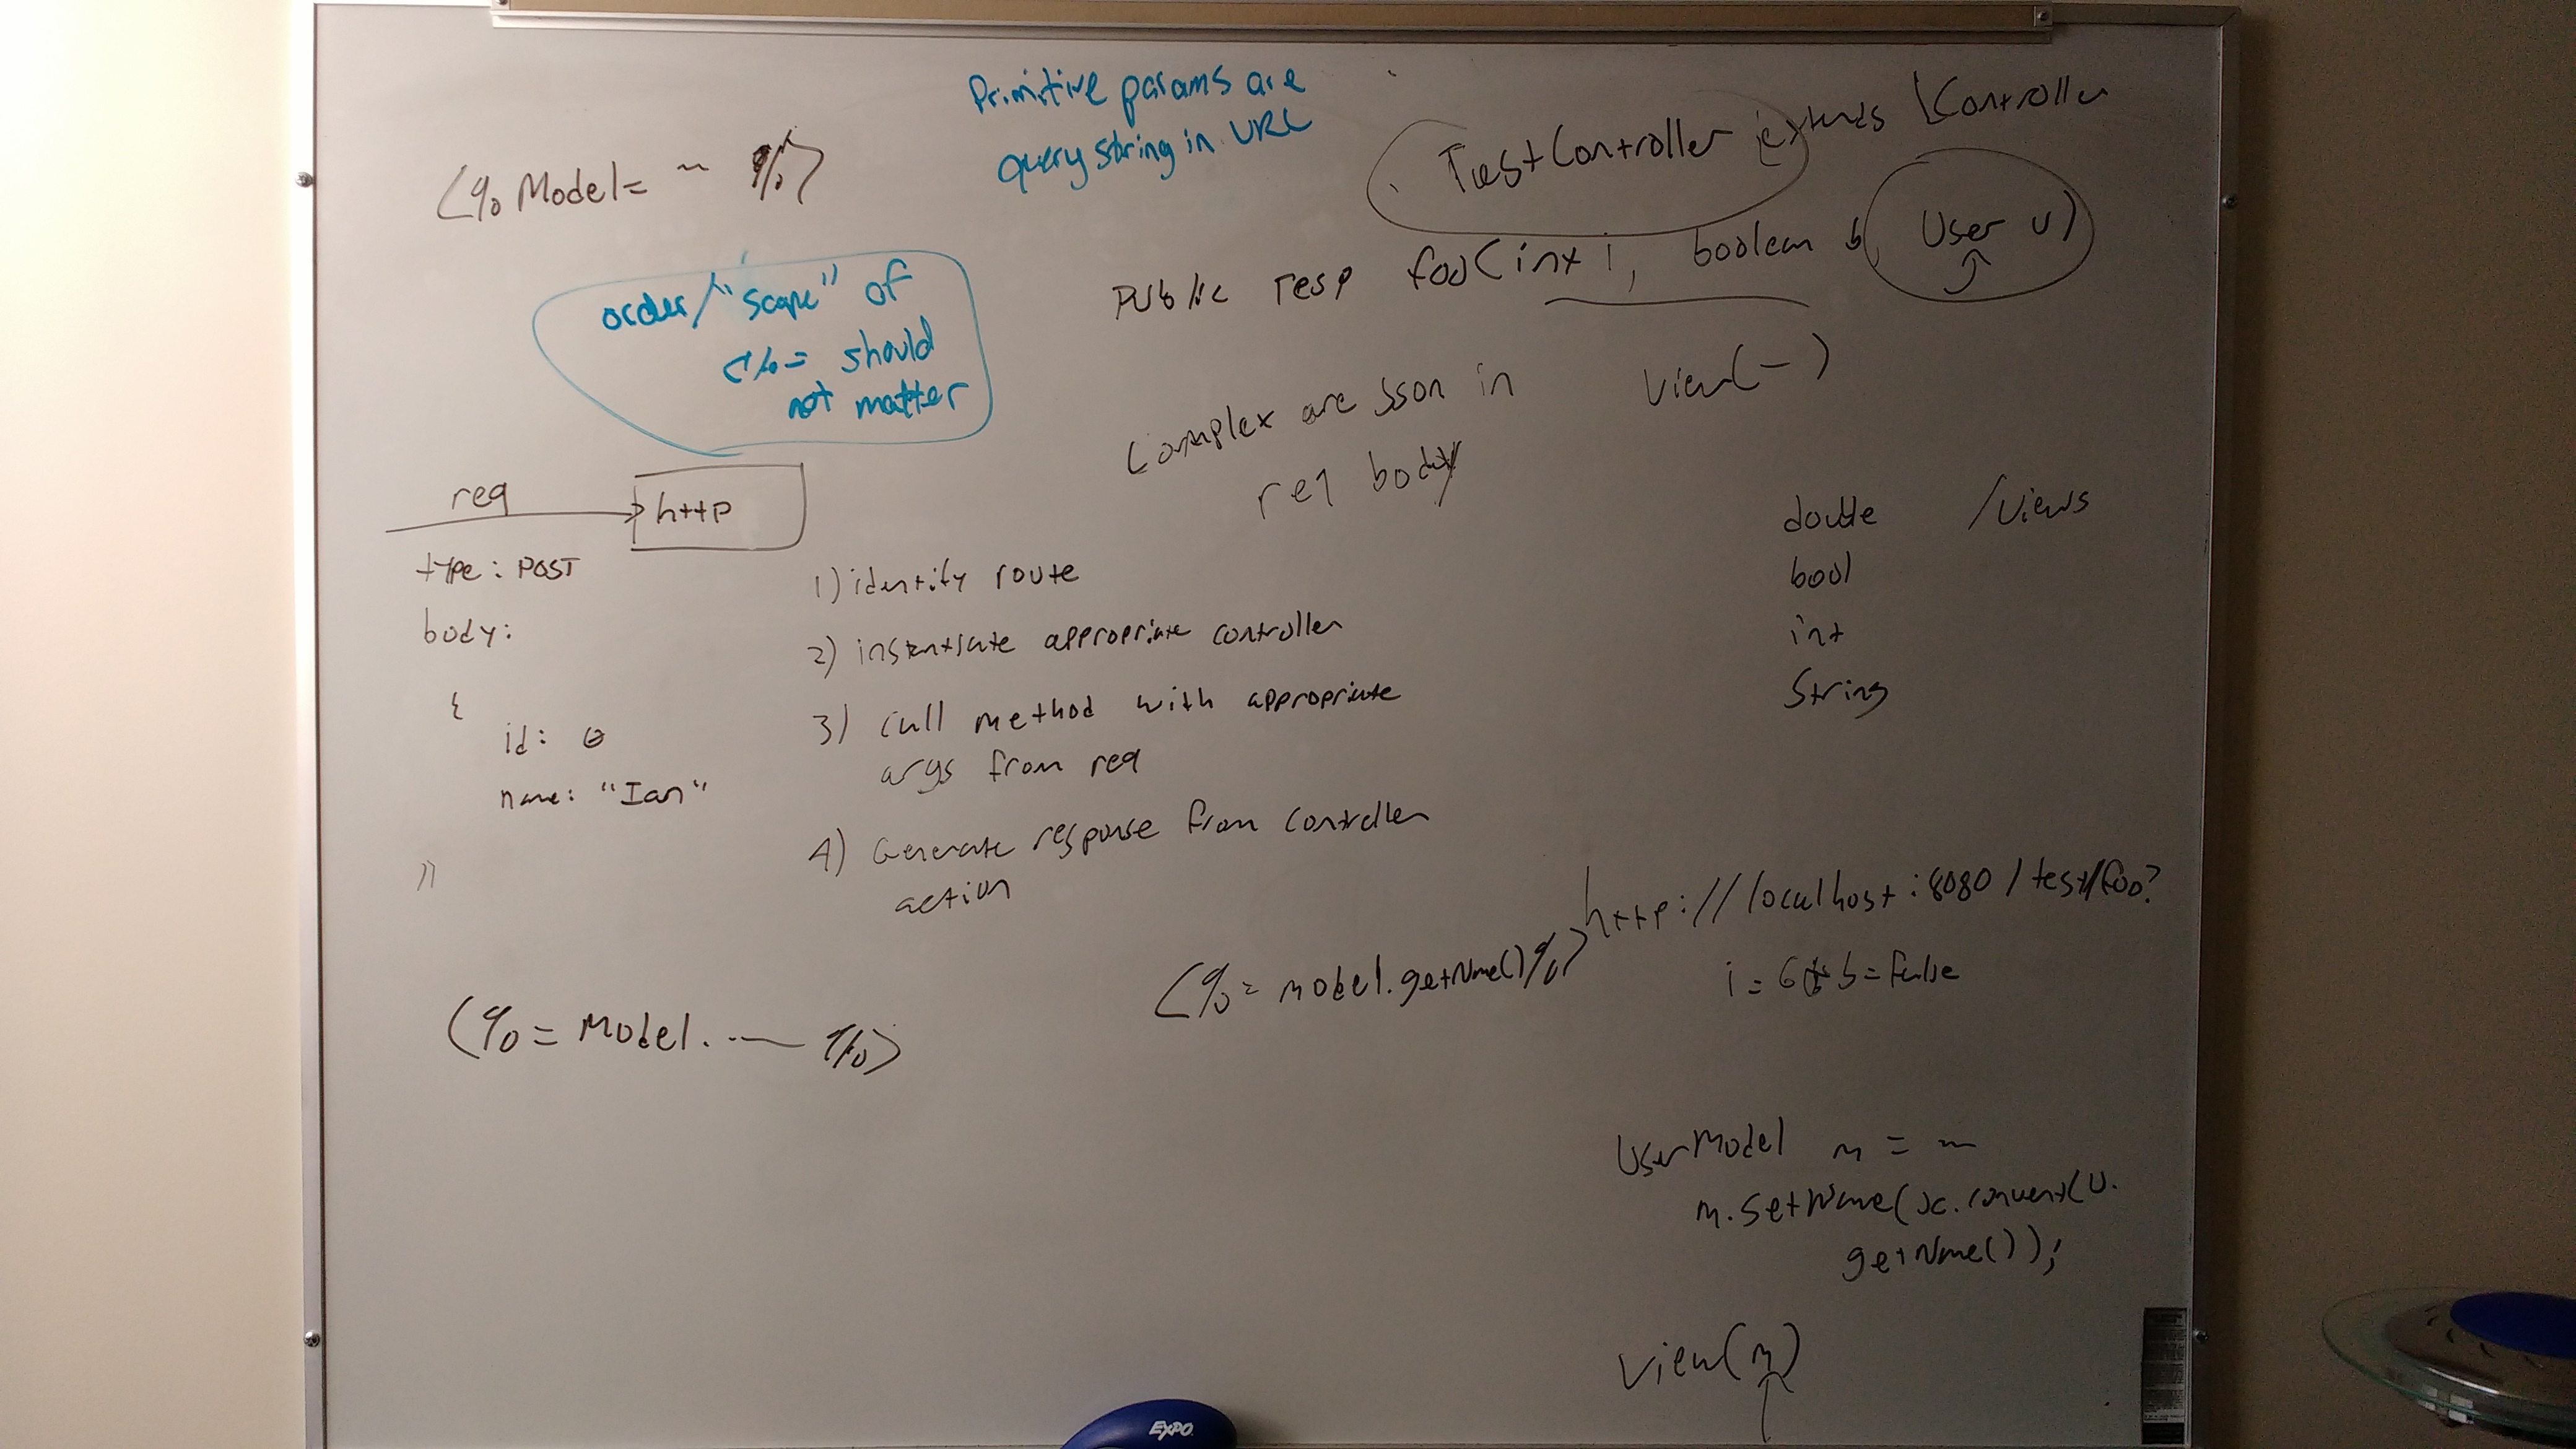 Primitive params are
query string in URL
<% Model= ~ %>
TestController extends Controller
Public resp foo(int i, boolean b, User u)
order/"scope" of
<%= should
not matter
Complex are Json in
req body
View(-)
req
http
type: POST
body:
{
id: 0
name: "Ian"
}
1) identify route
2) instantiate appropriate controller
3) call method with appropriate
args from req
4) Generate response from controller
action
double
bool
int
String
/Views
http://localhost:8080/test/foo?
i=6&b=false
<%= model.getName()%>
<%= Model. ... %>
UserModel m = ~
m.setName(x.convert(u.
getName());
View(m)
EXPO